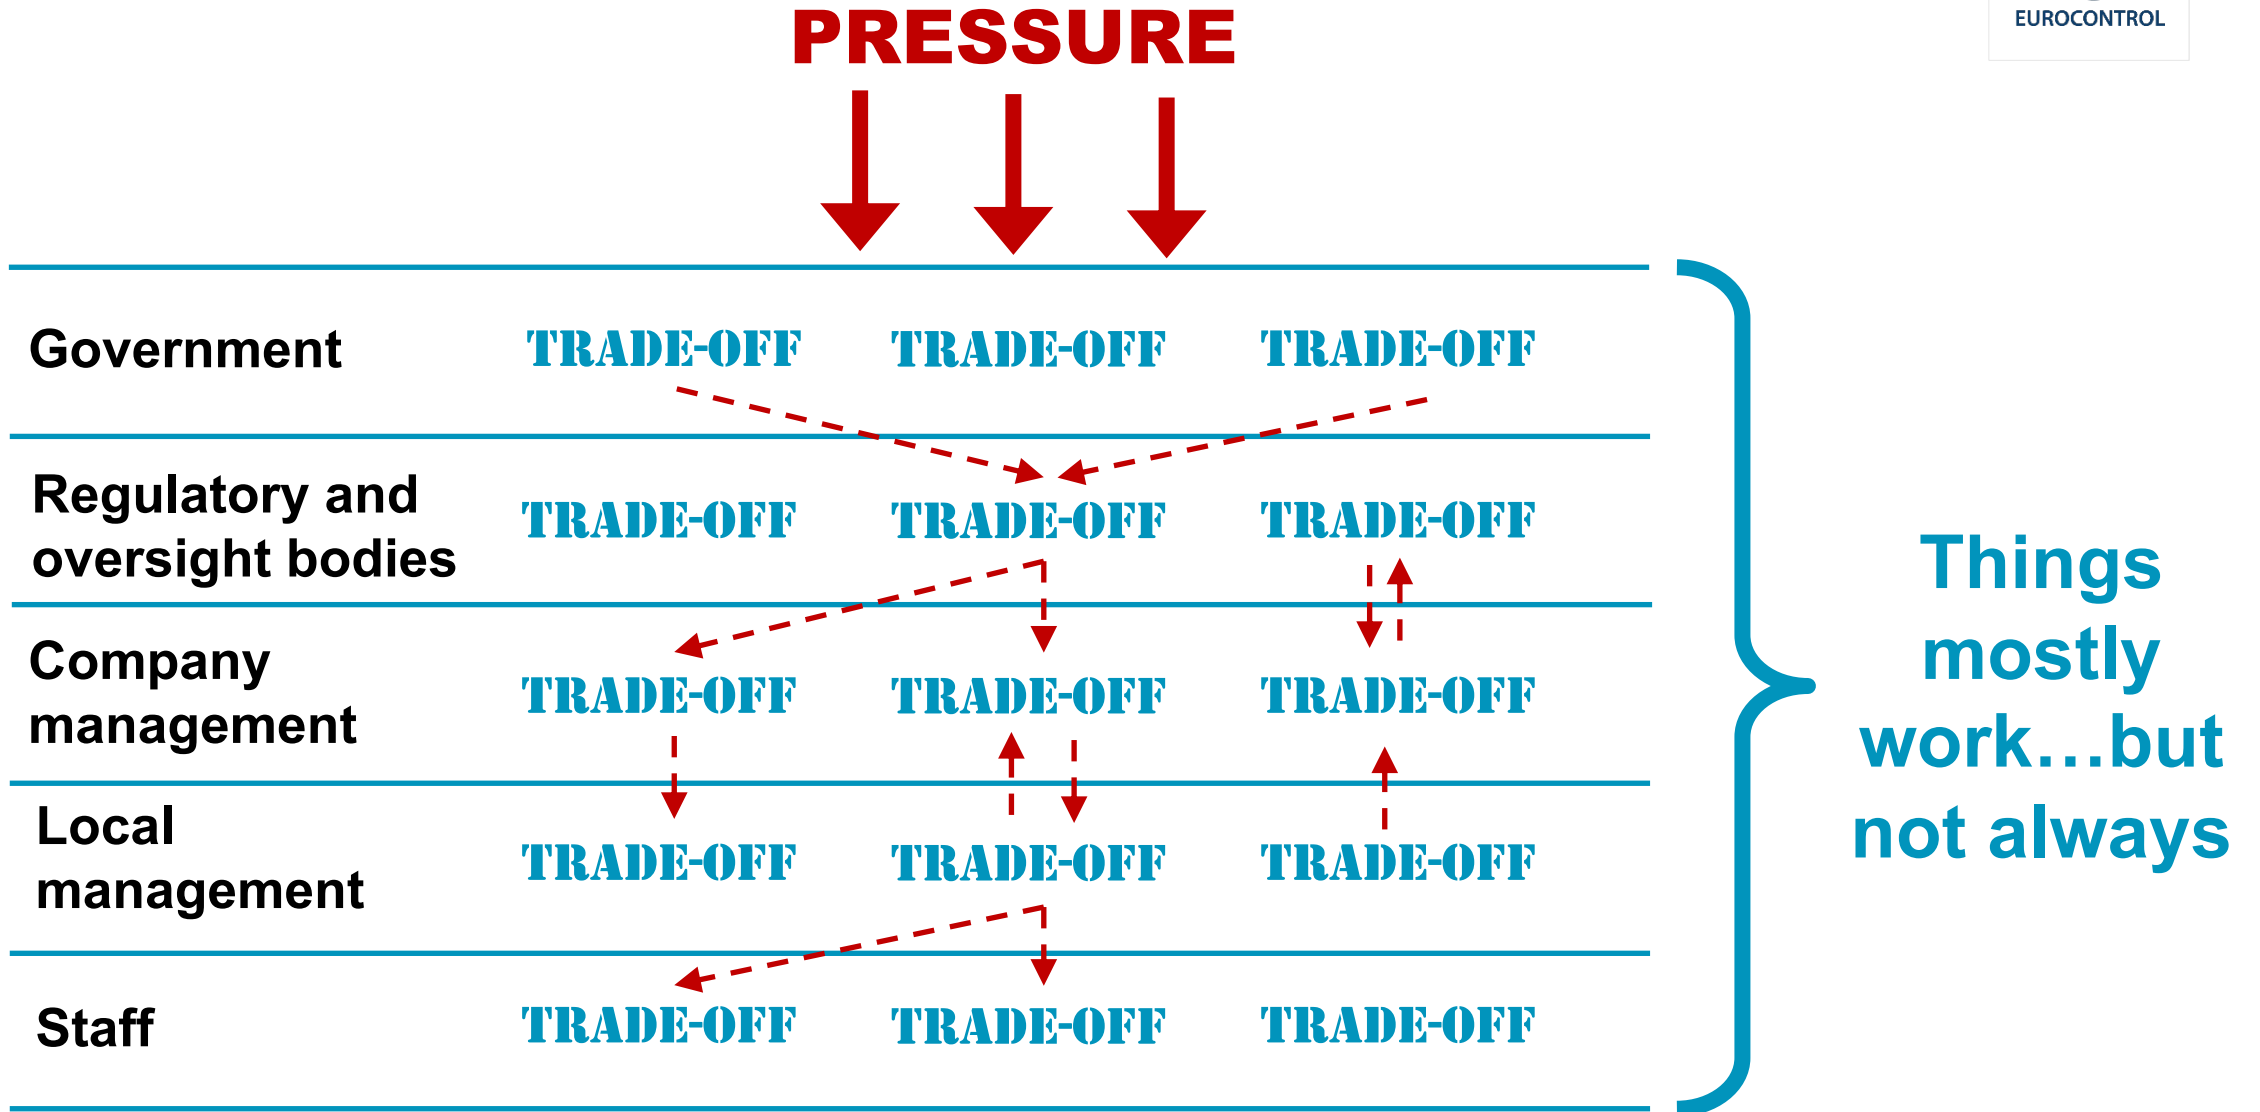 PRESSURE
EUROCONTROL
Government
TRADE-OFF TRADE-OFF TRADE-OFF
Regulatory and
oversight bodies
TRADE-OFF TRADE-OFF TRADE-OFF
Company
management
TRADE-OFF TRADE-OFF TRADE-OFF
Local
management
TRADE-OFF TRADE-OFF TRADE-OFF
Staff
TRADE-OFF TRADE-OFF TRADE-OFF
Things
mostly
work...but
not always